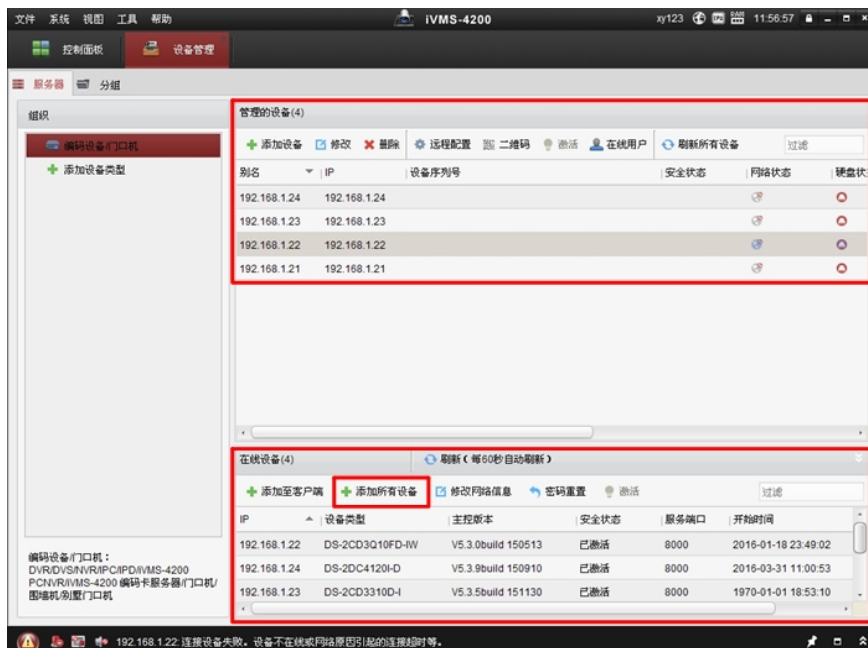 文件 系统 视图 工具 帮助 iVMS-4200 xy123 11:56:57
控制面板 设备管理
服务器 分组
组织
编码设备/门口机
添加设备类型
编码设备/门口机：
DVR/DVS/NVR/IPC/IPD/iVMS-4200
PCNVR/iVMS-4200 编码卡服务器/门口机/
围墙机/别墅门口机
管理的设备(4)
添加设备 修改 删除 远程配置 二维码 激活 在线用户 刷新所有设备 过滤
别名 IP 设备序列号 安全状态 网络状态 硬盘状
192.168.1.24 192.168.1.24
192.168.1.23 192.168.1.23
192.168.1.22 192.168.1.22
192.168.1.21 192.168.1.21
在线设备(4) 刷新（每60秒自动刷新）
添加至客户端 添加所有设备 修改网络信息 密码重置 激活 过滤
IP 设备类型 主控版本 安全状态 服务端口 开始时间
192.168.1.22 DS-2CD3Q10FD-IW V5.3.0build 150513 已激活 8000 2016-01-18 23:49:02
192.168.1.24 DS-2DC4120I-D V5.3.9build 150910 已激活 8000 2016-03-31 11:00:53
192.168.1.23 DS-2CD3310D-I V5.3.5build 151130 已激活 8000 1970-01-01 18:53:10
192.168.1.22:连接设备失败。设备不在线或网络原因引起的连接超时等。